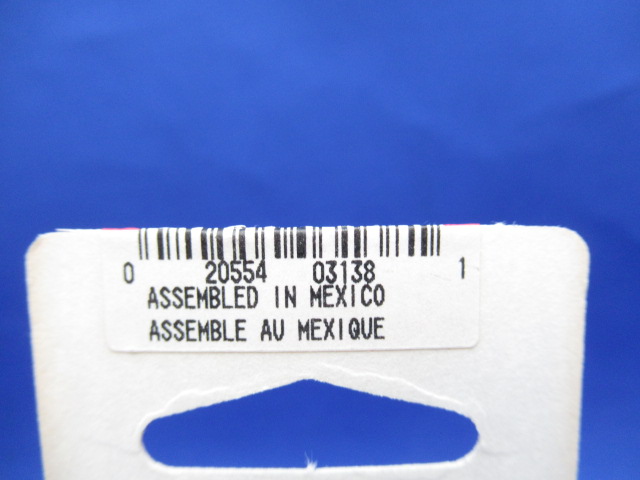 0 20554 03138 1
ASSEMBLED IN MEXICO
ASSEMBLE AU MEXIQUE